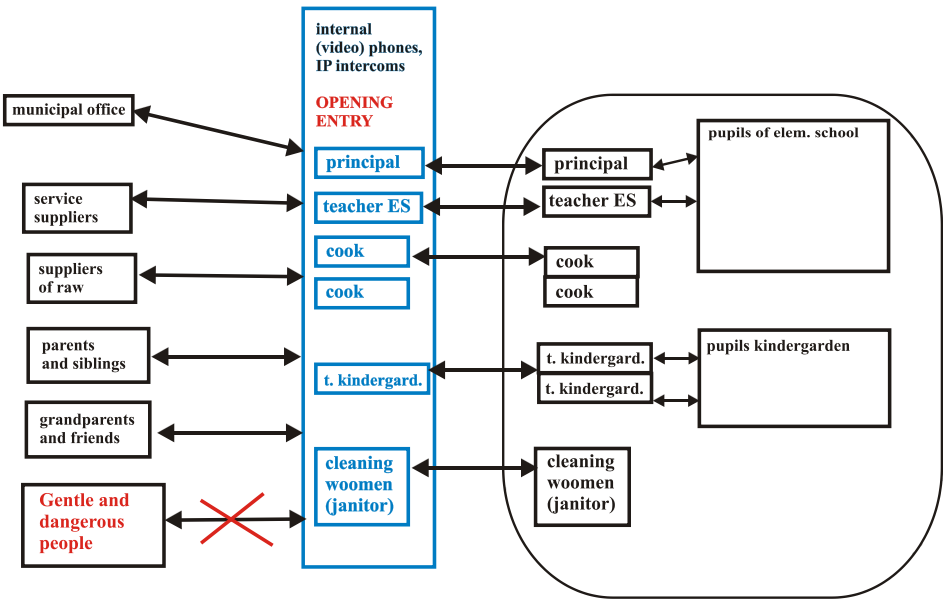 municipal office
service
suppliers
suppliers
of raw
parents
and siblings
grandparents
and friends
Gentle and
dangerous
people
internal
(video) phones,
IP intercoms
OPENING
ENTRY
principal
teacher ES
cook
cook
t. kindergard.
cleaning
woomen
(janitor)
principal
teacher ES
cook
cook
t. kindergard.
t. kindergard.
cleaning
woomen
(janitor)
pupils of elem. school
pupils kindergarden